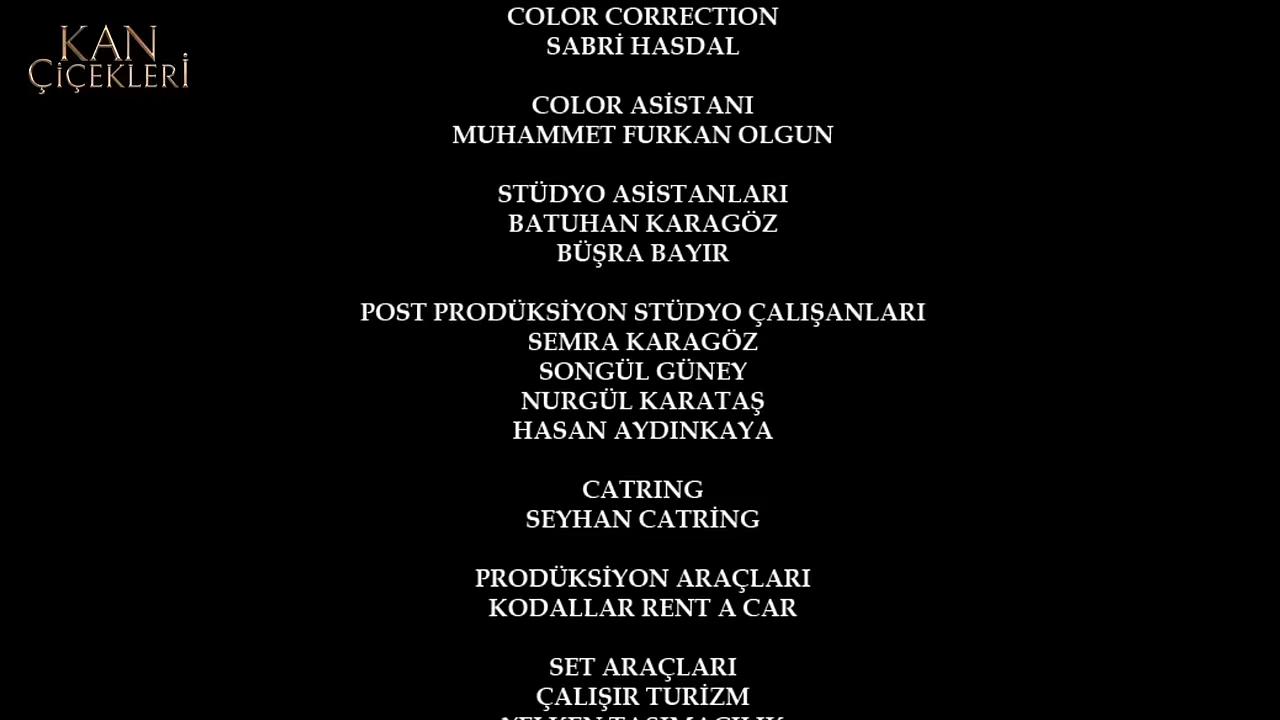 KAN
ÇİÇEKLERİ
COLOR CORRECTION
SABRİ HASDAL
COLOR ASİSTANI
MUHAMMET FURKAN OLGUN
STÜDYO ASİSTANLARI
BATUHAN KARAGÖZ
BÜŞRA BAYIR
POST PRODÜKSİYON STÜDYO ÇALIŞANLARI
SEMRA KARAGÖZ
SONGÜL GÜNEY
NURGÜL KARATAŞ
HASAN AYDINKAYA
CATRING
SEYHAN CATRİNG
PRODÜKSİYON ARAÇLARI
KODALLAR RENT A CAR
SET ARAÇLARI
ÇALIŞIR TURİZM